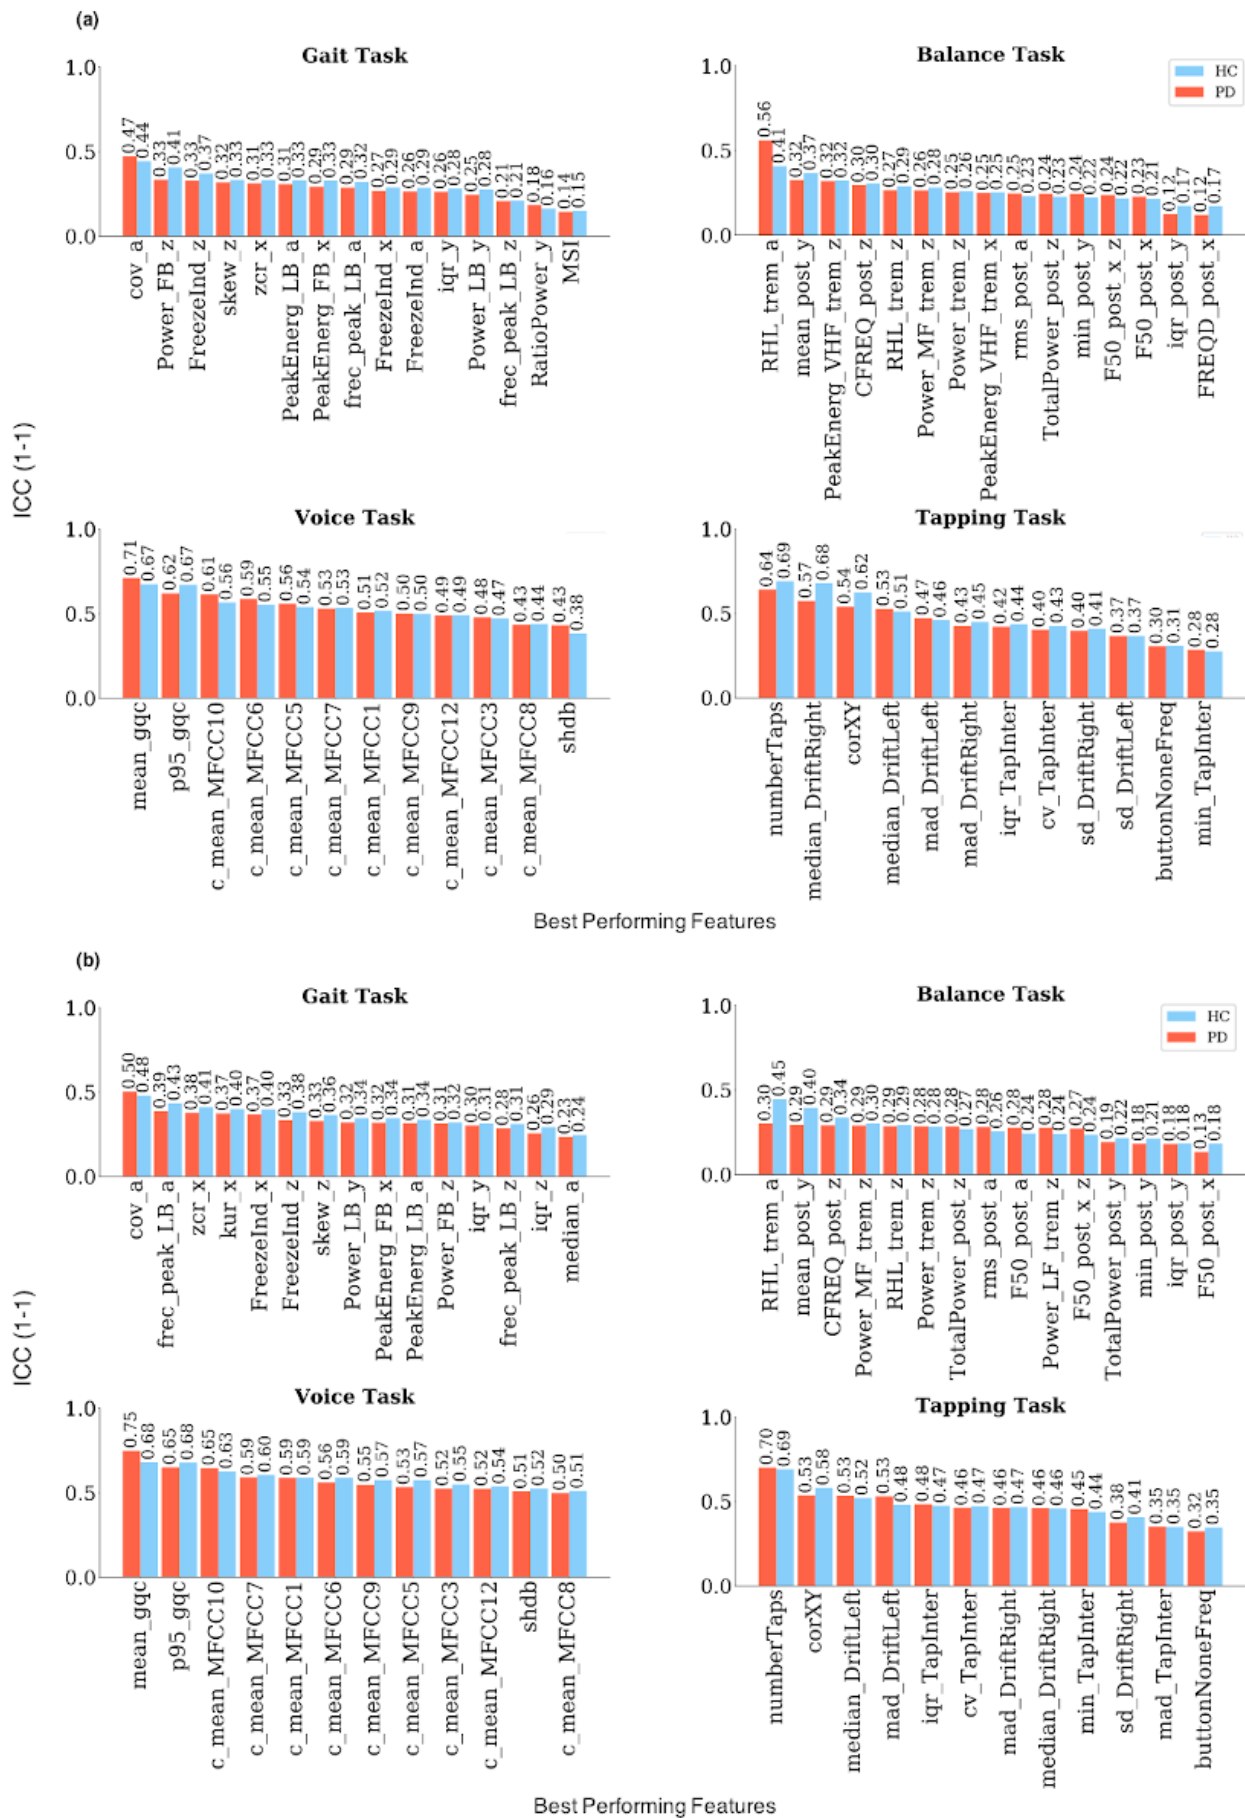 (a)
Gait Task
1.0
0.5
0.0
0.47 0.44 0.33 0.41 0.33 0.37 0.32 0.33 0.31 0.33 0.31 0.33 0.29 0.33 0.29 0.32 0.27 0.29 0.26 0.29 0.26 0.28 0.25 0.28 0.21 0.21 0.18 0.16 0.14 0.15
cov_a
Power_FB_z
FreezeInd_z
skew_z
zcr_x
PeakEnerg_LB_a
PeakEnerg_FB_x
frec_peak_LB_a
FreezeInd_x
FreezeInd_a
iqr_y
Power_LB_y
frec_peak_LB_z
RatioPower_y
MSI
Balance Task
HC
PD
1.0
0.5
0.0
0.56 0.41 0.32 0.37 0.32 0.32 0.30 0.30 0.27 0.29 0.26 0.28 0.25 0.26 0.25 0.25 0.25 0.23 0.24 0.23 0.24 0.22 0.24 0.22 0.23 0.21 0.12 0.17 0.12 0.17
RHL_trem_a
mean_post_y
PeakEnerg_VHF_trem_z
CFREQ_post_z
RHL_trem_z
Power_MF_trem_z
Power_trem_z
PeakEnerg_VHF_trem_x
rms_post_a
TotalPower_post_z
min_post_y
F50_post_x_z
F50_post_x
iqr_post_y
FREQD_post_x
ICC (1-1)
Voice Task
1.0
0.5
0.0
0.71 0.67 0.62 0.67 0.61 0.56 0.59 0.55 0.56 0.54 0.53 0.53 0.51 0.52 0.50 0.50 0.49 0.49 0.48 0.47 0.43 0.44 0.43 0.38
mean_gqc
p95_gqc
c_mean_MFCC10
c_mean_MFCC6
c_mean_MFCC5
c_mean_MFCC7
c_mean_MFCC1
c_mean_MFCC9
c_mean_MFCC12
c_mean_MFCC3
c_mean_MFCC8
shdb
Tapping Task
1.0
0.5
0.0
0.64 0.69 0.57 0.68 0.54 0.62 0.53 0.51 0.47 0.46 0.43 0.45 0.42 0.44 0.40 0.43 0.40 0.41 0.37 0.37 0.30 0.31 0.28 0.28
numberTaps
median_DriftRight
corXY
median_DriftLeft
mad_DriftLeft
mad_DriftRight
iqr_TapInter
cv_TapInter
sd_DriftRight
sd_DriftLeft
buttonNoneFreq
min_TapInter
Best Performing Features
(b)
Gait Task
1.0
0.5
0.0
0.50 0.48 0.39 0.43 0.38 0.41 0.37 0.40 0.37 0.40 0.33 0.38 0.33 0.36 0.32 0.34 0.32 0.34 0.31 0.34 0.31 0.32 0.30 0.31 0.28 0.31 0.26 0.29 0.23 0.24
cov_a
frec_peak_LB_a
zcr_x
kur_x
FreezeInd_x
FreezeInd_z
skew_z
Power_LB_y
PeakEnerg_FB_x
PeakEnerg_LB_a
Power_FB_z
iqr_y
frec_peak_LB_z
iqr_z
median_a
Balance Task
HC
PD
1.0
0.5
0.0
0.30 0.45 0.29 0.40 0.29 0.34 0.29 0.30 0.29 0.29 0.28 0.28 0.28 0.27 0.28 0.26 0.28 0.24 0.28 0.24 0.27 0.24 0.19 0.22 0.18 0.21 0.18 0.18 0.13 0.18
RHL_trem_a
mean_post_y
CFREQ_post_z
Power_MF_trem_z
RHL_trem_z
Power_trem_z
TotalPower_post_z
rms_post_a
F50_post_a
Power_LF_trem_z
F50_post_x_z
TotalPower_post_y
min_post_y
iqr_post_y
F50_post_x
ICC (1-1)
Voice Task
1.0
0.5
0.0
0.75 0.68 0.65 0.68 0.65 0.63 0.59 0.60 0.59 0.59 0.56 0.59 0.55 0.57 0.53 0.57 0.52 0.55 0.52 0.54 0.51 0.52 0.50 0.51
mean_gqc
p95_gqc
c_mean_MFCC10
c_mean_MFCC7
c_mean_MFCC1
c_mean_MFCC6
c_mean_MFCC9
c_mean_MFCC5
c_mean_MFCC3
c_mean_MFCC12
shdb
c_mean_MFCC8
Tapping Task
1.0
0.5
0.0
0.70 0.69 0.53 0.58 0.53 0.52 0.53 0.48 0.48 0.47 0.46 0.47 0.46 0.47 0.46 0.46 0.45 0.44 0.38 0.41 0.35 0.35 0.32 0.35
numberTaps
corXY
median_DriftLeft
mad_DriftLeft
iqr_TapInter
cv_TapInter
mad_DriftRight
median_DriftRight
min_TapInter
sd_DriftRight
mad_TapInter
buttonNoneFreq
Best Performing Features